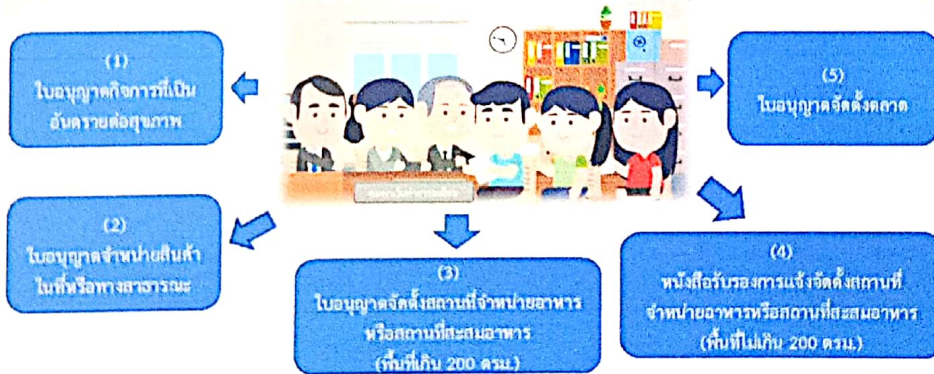 (1)
ใบอนุญาตกิจการที่เป็น
อันตรายต่อสุขภาพ
(5)
ใบอนุญาตจัดตั้งตลาด
(2)
ใบอนุญาตจำหน่ายสินค้า
ในที่หรือทางสาธารณะ
(3)
ใบอนุญาตจัดตั้งสถานที่จำหน่ายอาหาร
หรือสถานที่สะสมอาหาร
(พื้นที่เกิน 200 ตรม.)
(4)
หนังสือรับรองการแจ้งจัดตั้งสถานที่
จำหน่ายอาหารหรือสถานที่สะสมอาหาร
(พื้นที่ไม่เกิน 200 ตรม.)